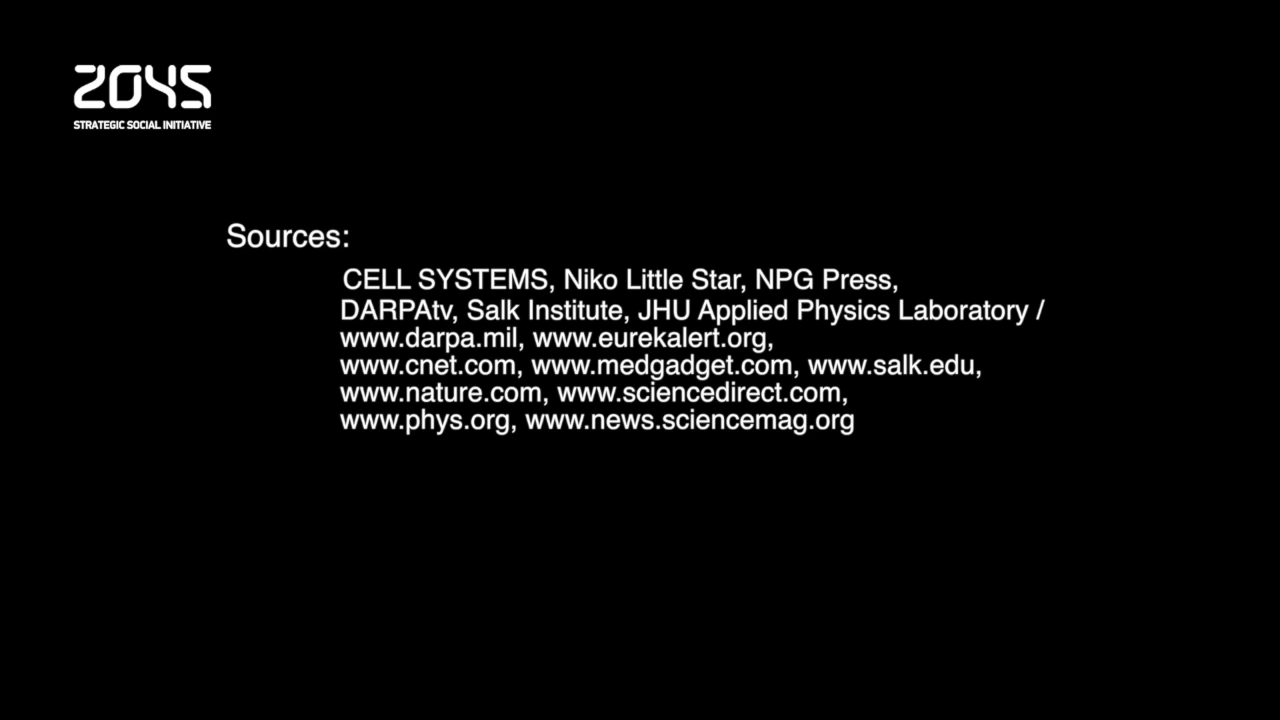 2045
STRATEGIC SOCIAL INITIATIVE
Sources:
CELL SYSTEMS, Niko Little Star, NPG Press,
DARPAtv, Salk Institute, JHU Applied Physics Laboratory /
www.darpa.mil, www.eurekalert.org,
www.cnet.com, www.medgadget.com, www.salk.edu,
www.nature.com, www.sciencedirect.com,
www.phys.org, www.news.sciencemag.org